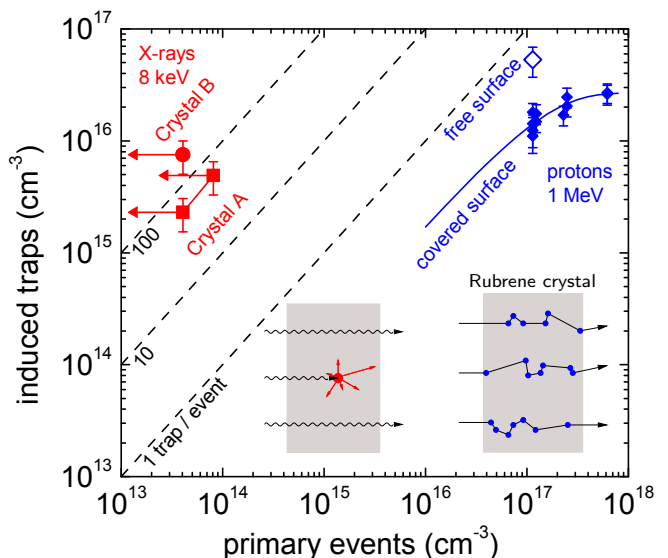 10¹⁷
10¹⁶
10¹⁵
10¹⁴
10¹³
induced traps (cm⁻³)
X-rays
8 keV
Crystal B
Crystal A
100
10
1 trap / event
free surface
covered surface
protons
1 MeV
Rubrene crystal
10¹³ 10¹⁴ 10¹⁵ 10¹⁶ 10¹⁷ 10¹⁸
primary events (cm⁻³)